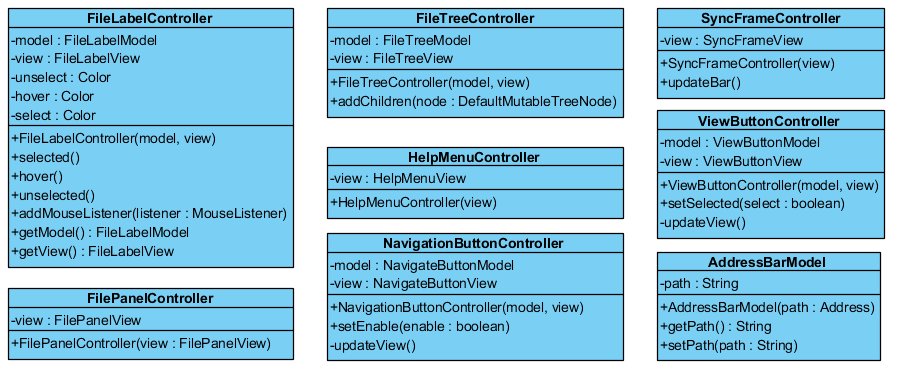 FileLabelController
-model : FileLabelModel
-view : FileLabelView
-unselect : Color
-hover : Color
-select : Color
+FileLabelController(model, view)
+selected()
+hover()
+unselected()
+addMouseListener(listener : MouseListener)
+getModel() : FileLabelModel
+getView() : FileLabelView
FilePanelController
-view : FilePanelView
+FilePanelController(view : FilePanelView)
FileTreeController
-model : FileTreeModel
-view : FileTreeView
+FileTreeController(model, view)
+addChildren(node : DefaultMutableTreeNode)
HelpMenuController
-view : HelpMenuView
+HelpMenuController(view)
NavigationButtonController
-model : NavigateButtonModel
-view : NavigateButtonView
+NavigationButtonController(model, view)
+setEnable(enable : boolean)
-updateView()
SyncFrameController
-view : SyncFrameView
+SyncFrameController(view)
+updateBar()
ViewButtonController
-model : ViewButtonModel
-view : ViewButtonView
+ViewButtonController(model, view)
+setSelected(select : boolean)
-updateView()
AddressBarModel
-path : String
+AddressBarModel(path : Address)
+getPath() : String
+setPath(path : String)